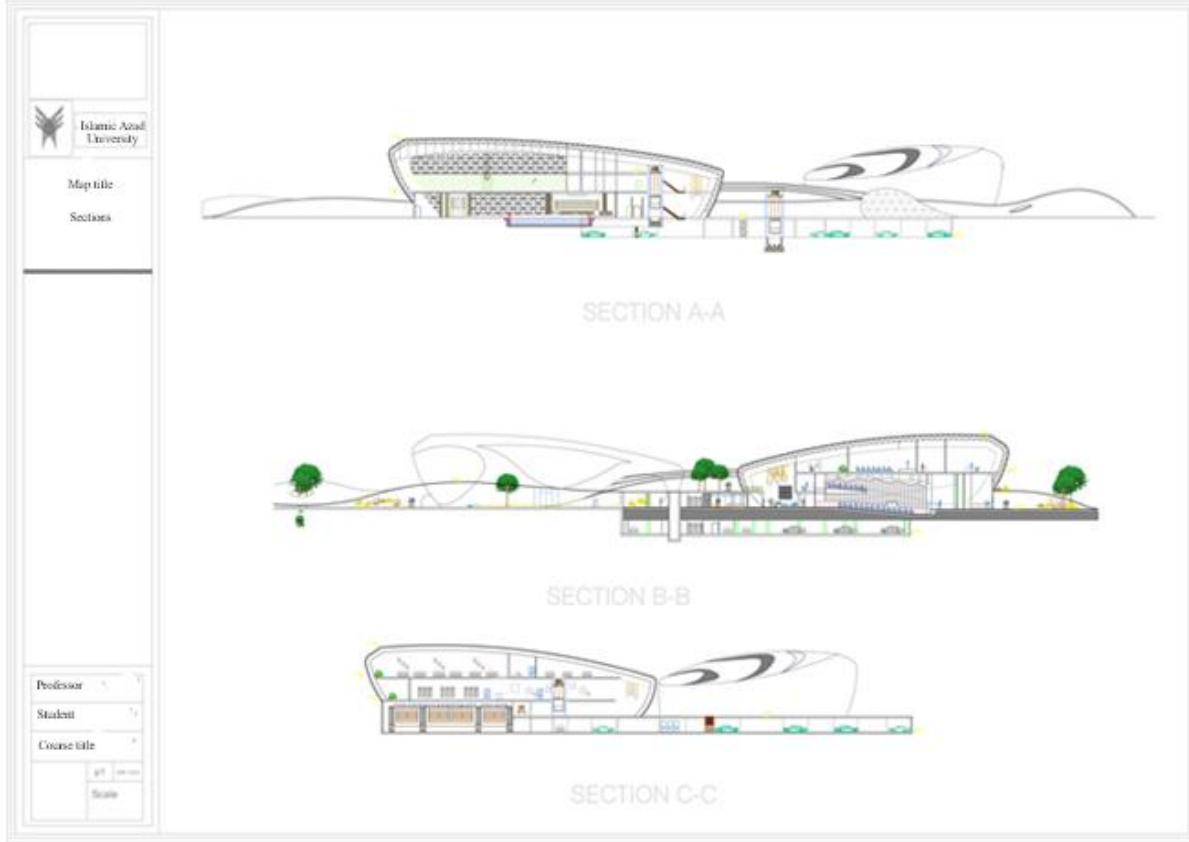 Islamic Azad
University
Map title
Sections
SECTION A-A
SECTION B-B
SECTION C-C
Professor
Student
Course title
Scale